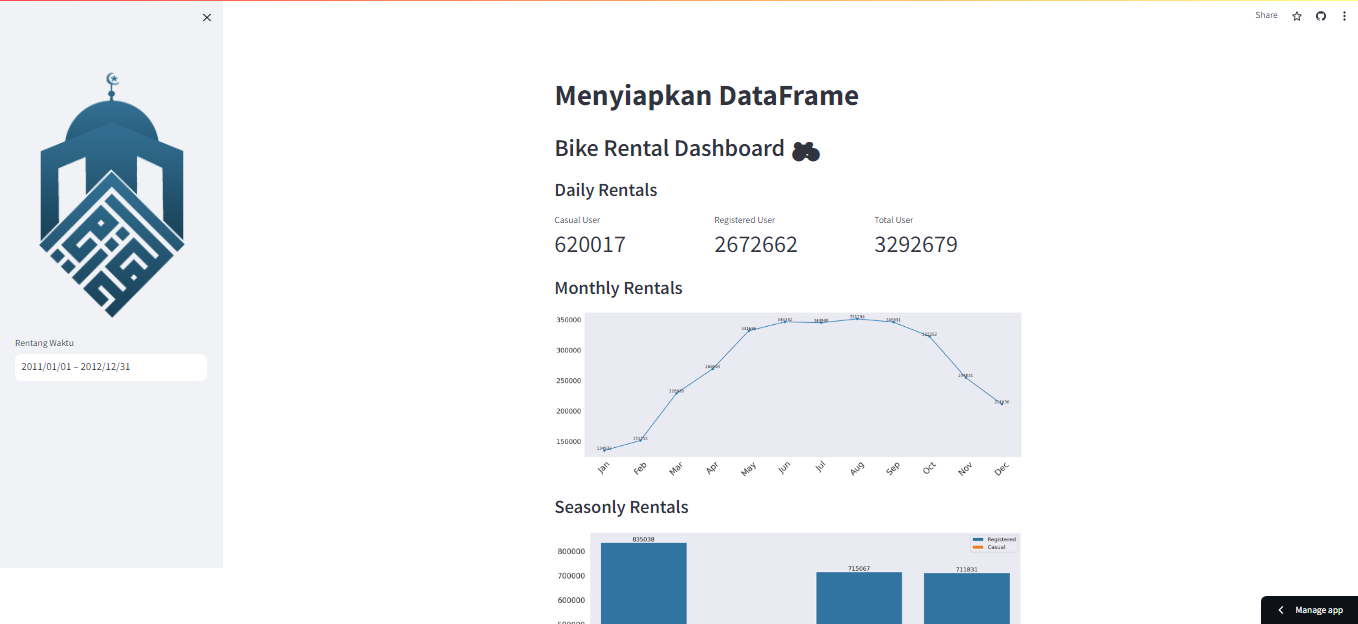 Share
Menyiapkan DataFrame
Bike Rental Dashboard
Daily Rentals
Casual User
Registered User
Total User
620017
2672662
3292679
Rentang Waktu
2011/01/01 – 2012/12/31
Monthly Rentals
350000
300000
250000
200000
150000
Jan
Feb
Mar
Apr
May
Jun
Jul
Aug
Sep
Oct
Nov
Dec
Seasonly Rentals
835038
Registered
Casual
800000
715067
711831
700000
600000
Manage app